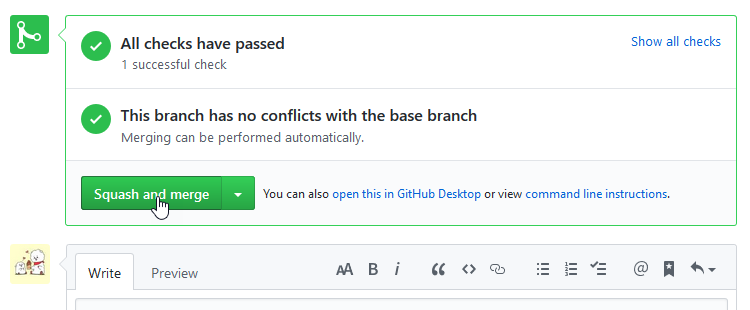 All checks have passed
Show all checks
1 successful check
This branch has no conflicts with the base branch
Merging can be performed automatically.
Squash and merge
You can also open this in GitHub Desktop or view command line instructions.
Write Preview AA B i “ <> @